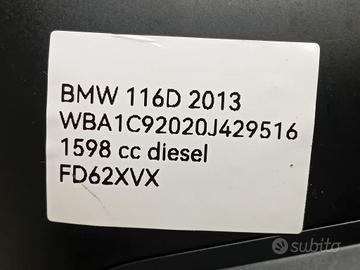 BMW 116D 2013
WBA1C92020J429516
1598 cc diesel
FD62XVX
subito